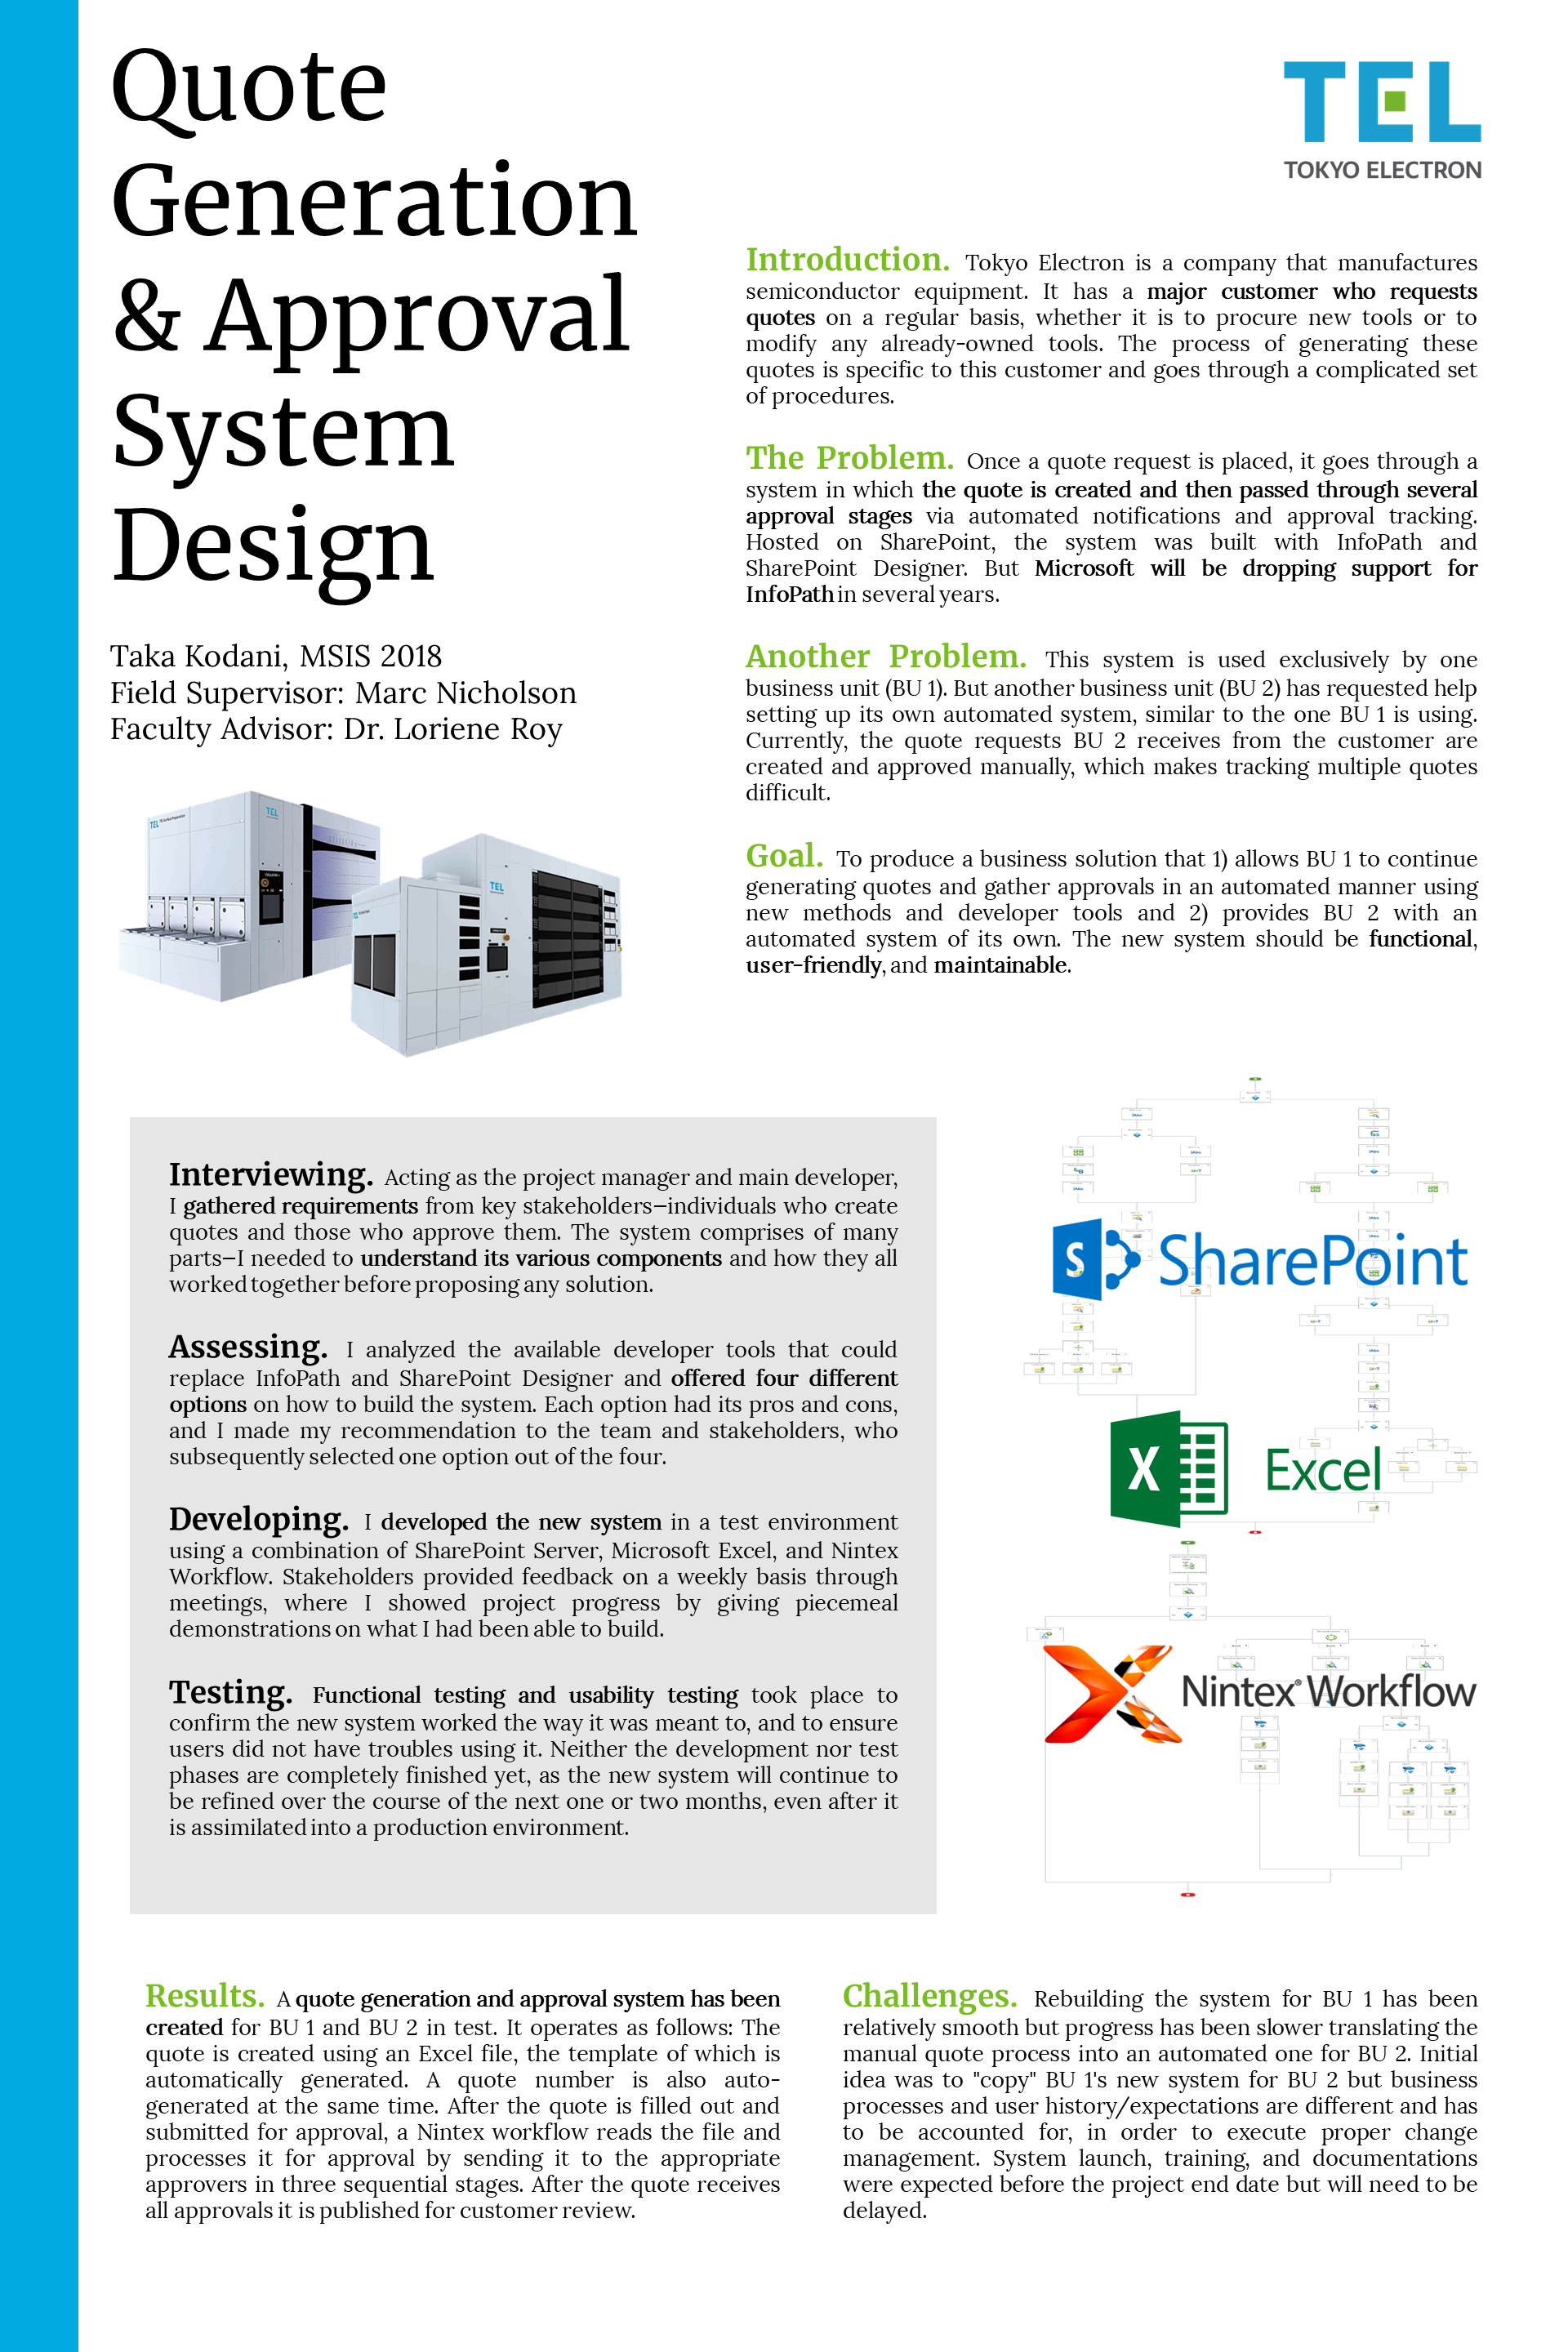 Quote
Generation
& Approval
System
Design
TEL
TOKYO ELECTRON
Taka Kodani, MSIS 2018
Field Supervisor: Marc Nicholson
Faculty Advisor: Dr. Loriene Roy
TEL
TEL
TEL
Introduction. Tokyo Electron is a company that manufactures
semiconductor equipment. It has a major customer who requests
quotes on a regular basis, whether it is to procure new tools or to
modify any already-owned tools. The process of generating these
quotes is specific to this customer and goes through a complicated set
of procedures.
The Problem. Once a quote request is placed, it goes through a
system in which the quote is created and then passed through several
approval stages via automated notifications and approval tracking.
Hosted on SharePoint, the system was built with InfoPath and
SharePoint Designer. But Microsoft will be dropping support for
InfoPath in several years.
Another Problem. This system is used exclusively by one
business unit (BU 1). But another business unit (BU 2) has requested help
setting up its own automated system, similar to the one BU 1 is using.
Currently, the quote requests BU 2 receives from the customer are
created and approved manually, which makes tracking multiple quotes
difficult.
Goal. To produce a business solution that 1) allows BU 1 to continue
generating quotes and gather approvals in an automated manner using
new methods and developer tools and 2) provides BU 2 with an
automated system of its own. The new system should be functional,
user-friendly, and maintainable.
Interviewing. Acting as the project manager and main developer,
I gathered requirements from key stakeholders—individuals who create
quotes and those who approve them. The system comprises of many
parts—I needed to understand its various components and how they all
worked together before proposing any solution.
Assessing. I analyzed the available developer tools that could
replace InfoPath and SharePoint Designer and offered four different
options on how to build the system. Each option had its pros and cons,
and I made my recommendation to the team and stakeholders, who
subsequently selected one option out of the four.
Developing. I developed the new system in a test environment
using a combination of SharePoint Server, Microsoft Excel, and Nintex
Workflow. Stakeholders provided feedback on a weekly basis through
meetings, where I showed project progress by giving piecemeal
demonstrations on what I had been able to build.
Testing. Functional testing and usability testing took place to
confirm the new system worked the way it was meant to, and to ensure
users did not have troubles using it. Neither the development nor test
phases are completely finished yet, as the new system will continue to
be refined over the course of the next one or two months, even after it
is assimilated into a production environment.
S SharePoint
X Excel
Nintex® Workflow
Results. A quote generation and approval system has been
created for BU 1 and BU 2 in test. It operates as follows: The
quote is created using an Excel file, the template of which is
automatically generated. A quote number is also auto-
generated at the same time. After the quote is filled out and
submitted for approval, a Nintex workflow reads the file and
processes it for approval by sending it to the appropriate
approvers in three sequential stages. After the quote receives
all approvals it is published for customer review.
Challenges. Rebuilding the system for BU 1 has been
relatively smooth but progress has been slower translating the
manual quote process into an automated one for BU 2. Initial
idea was to "copy" BU 1's new system for BU 2 but business
processes and user history/expectations are different and has
to be accounted for, in order to execute proper change
management. System launch, training, and documentations
were expected before the project end date but will need to be
delayed.